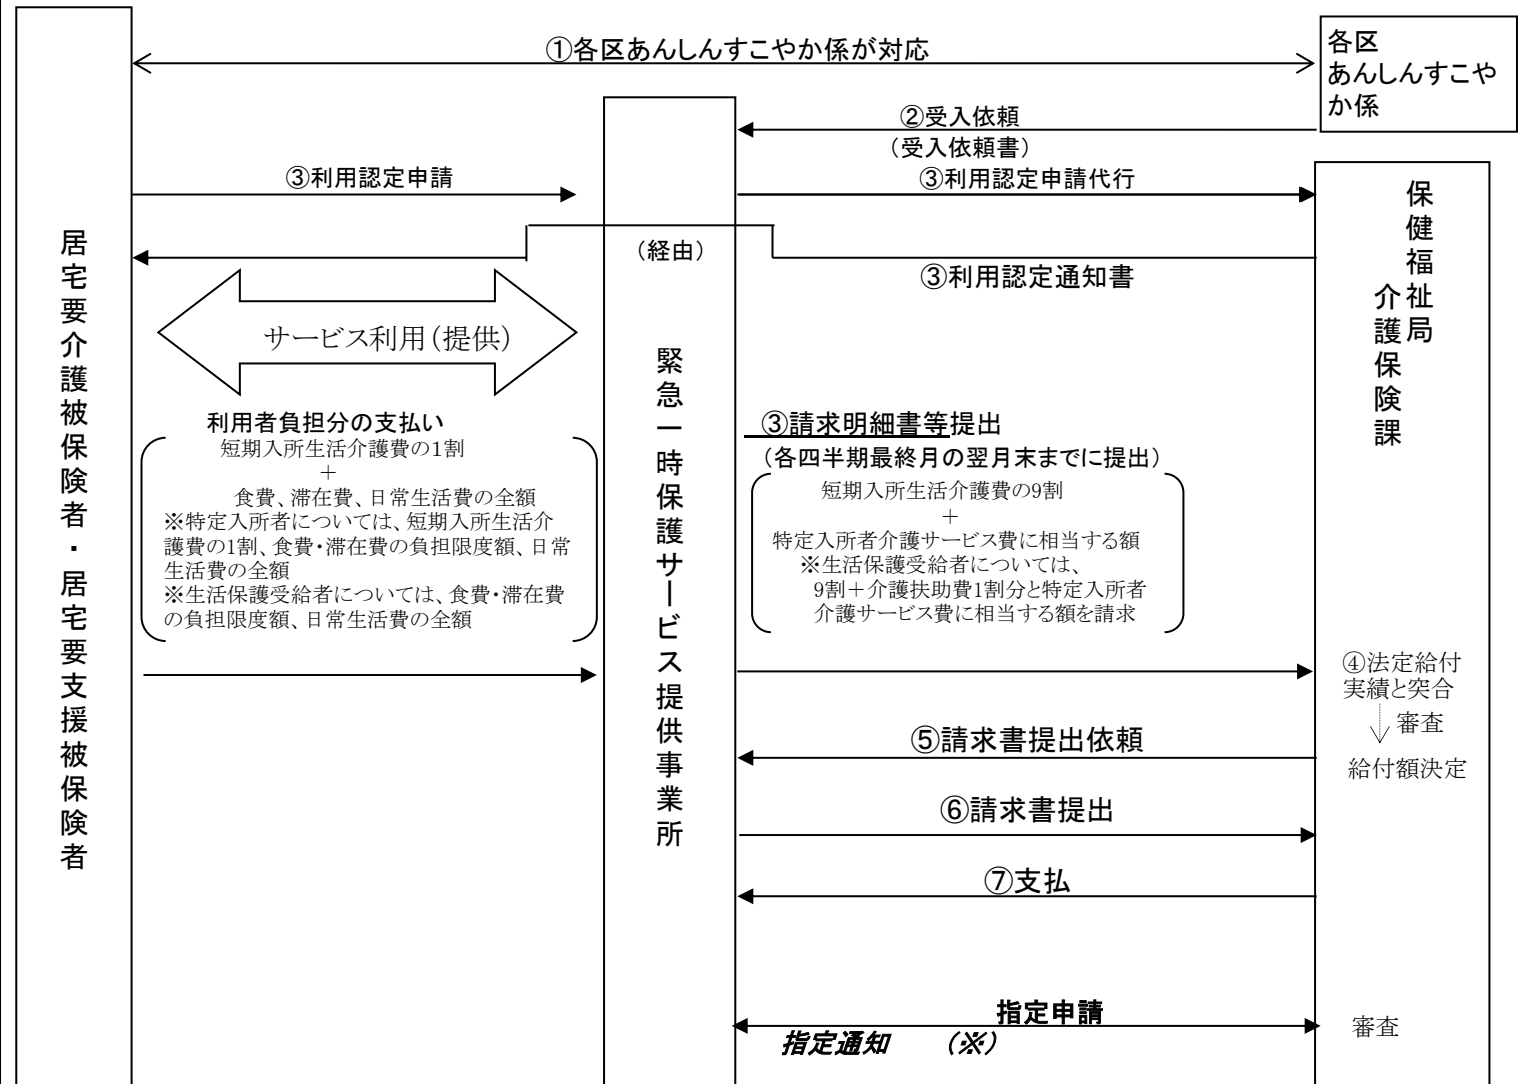 ①各区あんしんすこやか係が対応
各区
あんしんすこや
か係
②受入依頼
（受入依頼書）
③利用認定申請
③利用認定申請代行
（経由）
③利用認定通知書
居宅要介護被保険者・居宅要支援被保険者
緊急一時保護サービス提供事業所
保健福祉局
介護保険課
サービス利用（提供）
利用者負担分の支払い
短期入所生活介護費の1割
＋
食費、滞在費、日常生活費の全額
※特定入所者については、短期入所生活介
護費の1割、食費・滞在費の負担限度額、日常
生活費の全額
※生活保護受給者については、食費・滞在費
の負担限度額、日常生活費の全額
③請求明細書等提出
（各四半期最終月の翌月末までに提出）
短期入所生活介護費の9割
＋
特定入所者介護サービス費に相当する額
※生活保護受給者については、
9割＋介護扶助費1割分と特定入所者
介護サービス費に相当する額を請求
④法定給付
実績と突合
審査
給付額決定
⑤請求書提出依頼
⑥請求書提出
⑦支払
指定申請
指定通知　（※）
審査